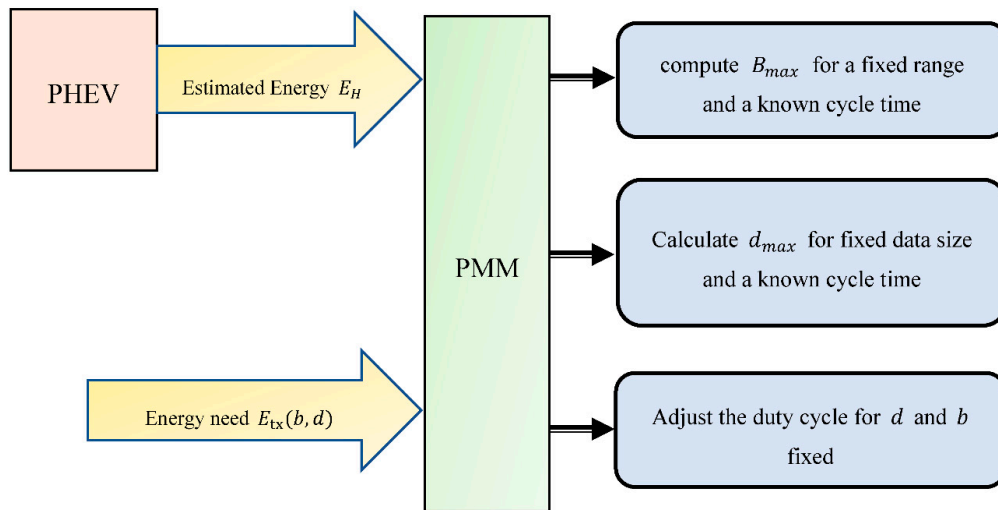 PHEV
Estimated Energy E_H
compute B_max for a fixed range
and a known cycle time
PMM
Calculate d_max for fixed data size
and a known cycle time
Energy need E_tx(b, d)
Adjust the duty cycle for d and b
fixed